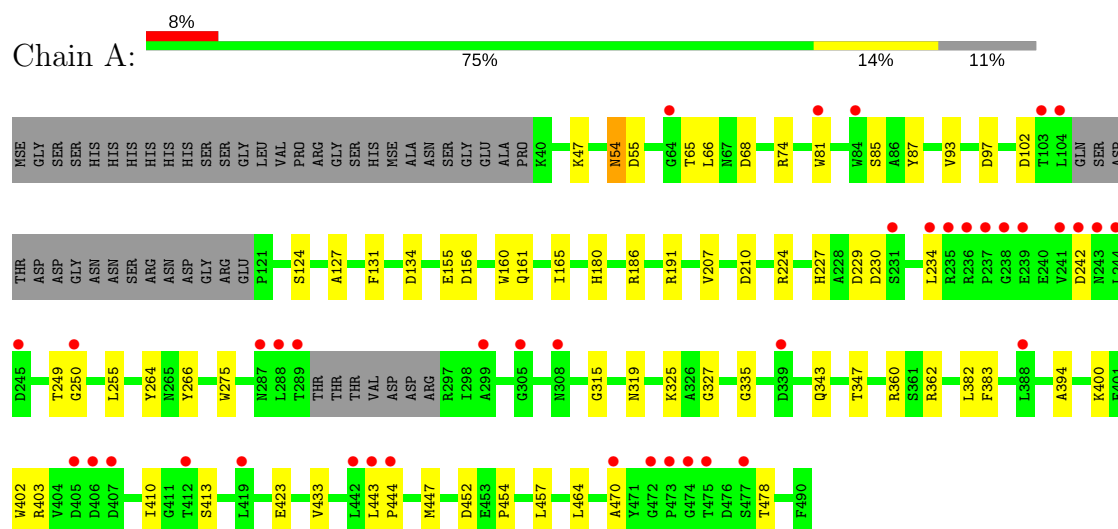 8%
Chain A:
75% 14% 11%
MSE GLY SER SER HIS HIS HIS HIS HIS HIS SER SER GLY LEU VAL PRO ARG GLY SER HIS MSE ALA ASN SER GLY GLU ALA PRO K40 K47 N54 D55 G64 T65 L66 N67 D68 R74 W81 W84 S85 A86 Y87 V93 D97 D102 T103 L104 GLN SER ASP
THR ASP ASP GLY ASN ASN SER ARG ASN ASP GLY ARG GLU P121 S124 A127 F131 D134 E155 D156 W160 Q161 I165 H180 R186 R191 V207 D210 R224 H227 A228 D229 D230 S231 L234 R235 R236 P237 G238 E239 E240 V241 D242 N243 L244
D245 T249 G250 L255 Y264 N265 Y266 W275 N287 L288 T289 THR THR THR VAL ASP ASP ARG R297 I298 A299 G305 N308 G315 N319 K325 A326 G327 G335 D339 Q343 T347 R360 S361 R362 L382 F383 L388 A394 K400
W402 R403 V404 D405 D406 D407 I410 G411 T412 S413 L419 E423 V433 L442 L443 P444 M447 D452 E453 P454 L457 L464 A470 Y471 G472 P473 G474 T475 D476 S477 T478 F490